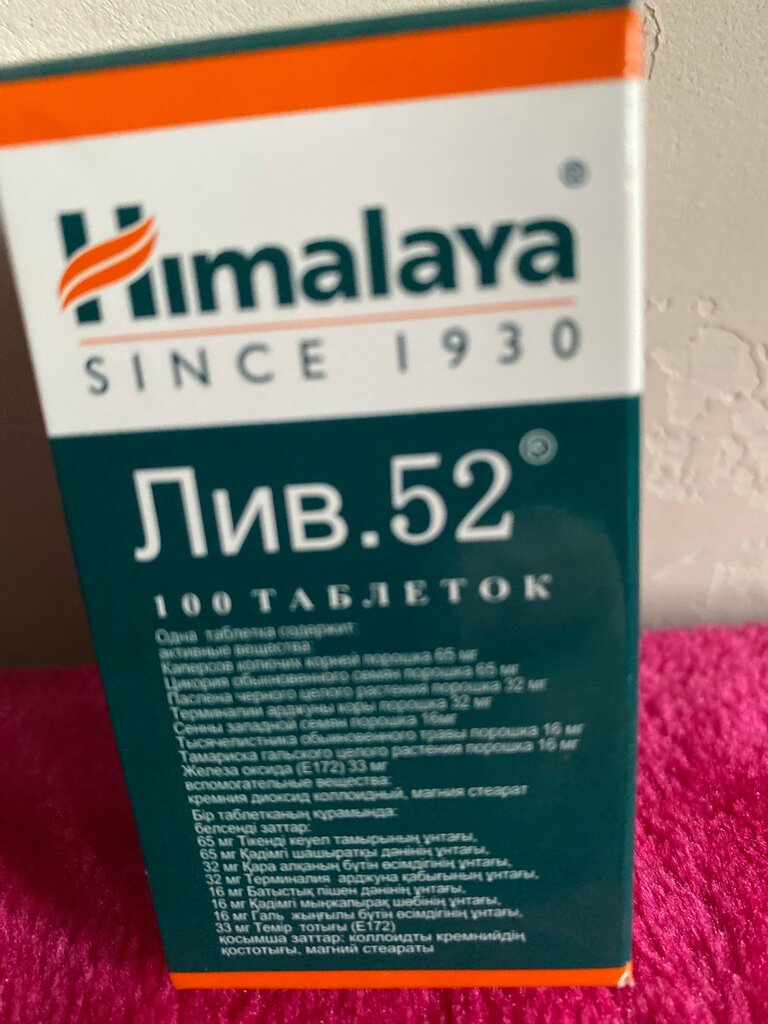 Himalaya®
SINCE 1930
Лив.52®
100 ТАБЛЕТОК
Одна таблетка содержит:
активные вещества:
Каперсов колючих корней порошка 65 мг
Цикория обыкновенного семян порошка 65 мг
Паслена черного целого растения порошка 32 мг
Терминалии арджуны коры порошка 32 мг
Сенны западной семян порошка 16мг
Тысячелистника обыкновенного травы порошка 16 мг
Тамариска гальского целого растения порошка 16 мг
Железа оксида (Е172) 33 мг
вспомогательные вещества:
кремния диоксид коллоидный, магния стеарат
Бір таблетканың құрамында:
белсенді заттар:
65 мг Тікенді кеуел тамырының ұнтағы,
65 мг Қадімгі шашыратқы дәнінің ұнтағы,
32 мг Қара алқаның бүтін өсімдігінің ұнтағы,
32 мг Терминалия арджуна қабығының ұнтағы,
16 мг Батыстық пішен дәнінің ұнтағы,
16 мг Кәдімгі мыңжапырақ шөбінің ұнтағы,
16 мг Галь жыңғылы бүтін өсімдігінің ұнтағы,
33 мг Темір тотығы (Е172)
қосымша заттар: коллоидты кремнийдің
қостотығы, магний стеараты